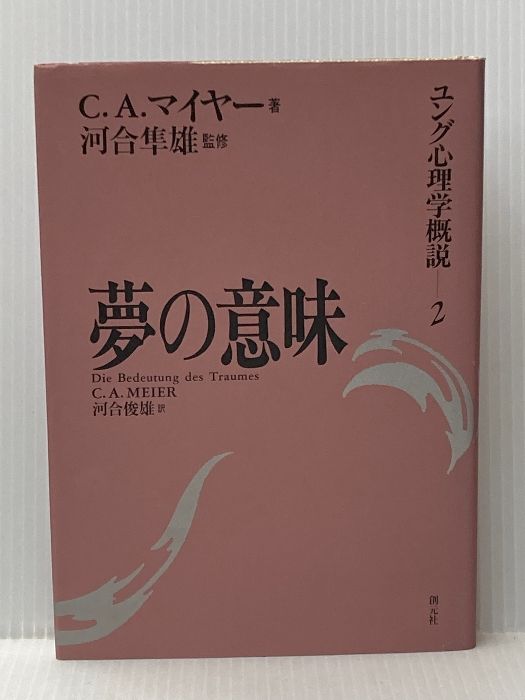 C.A.マイヤー著
河合隼雄監修
ユング心理学概説—2
夢の意味
Die Bedeutung des Traumes
C.A.MEIER
河合俊雄訳
創元社